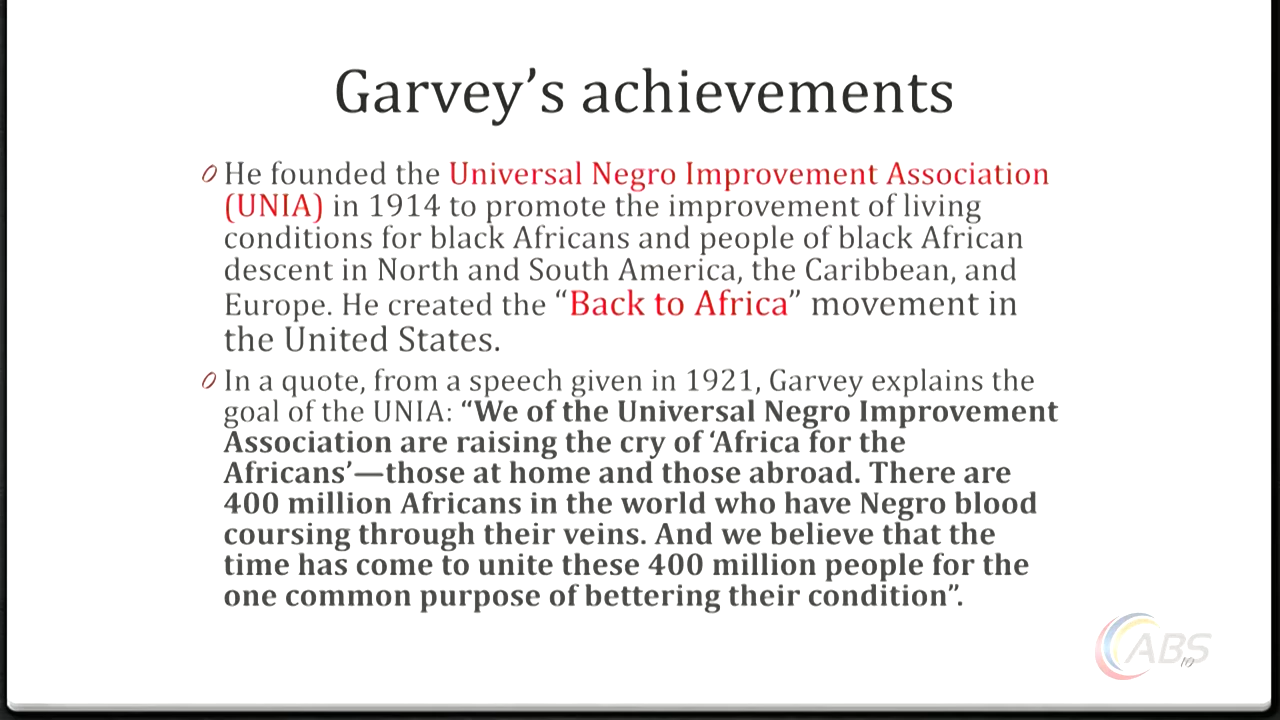 Garvey’s achievements
He founded the Universal Negro Improvement Association
(UNIA) in 1914 to promote the improvement of living
conditions for black Africans and people of black African
descent in North and South America, the Caribbean, and
Europe. He created the “Back to Africa” movement in
the United States.
In a quote, from a speech given in 1921, Garvey explains the
goal of the UNIA: “We of the Universal Negro Improvement
Association are raising the cry of ‘Africa for the
Africans’—those at home and those abroad. There are
400 million Africans in the world who have Negro blood
coursing through their veins. And we believe that the
time has come to unite these 400 million people for the
one common purpose of bettering their condition”.
ABS